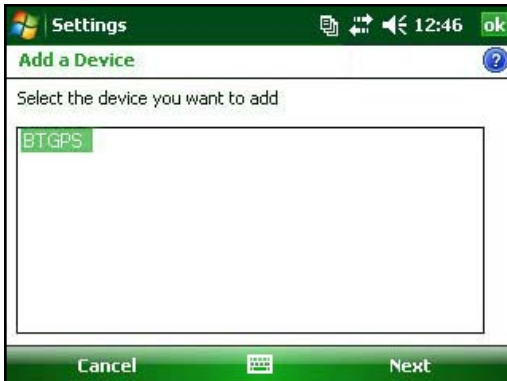 Settings 12:46 ok
Add a Device ?
Select the device you want to add
BTGPS
Cancel Next